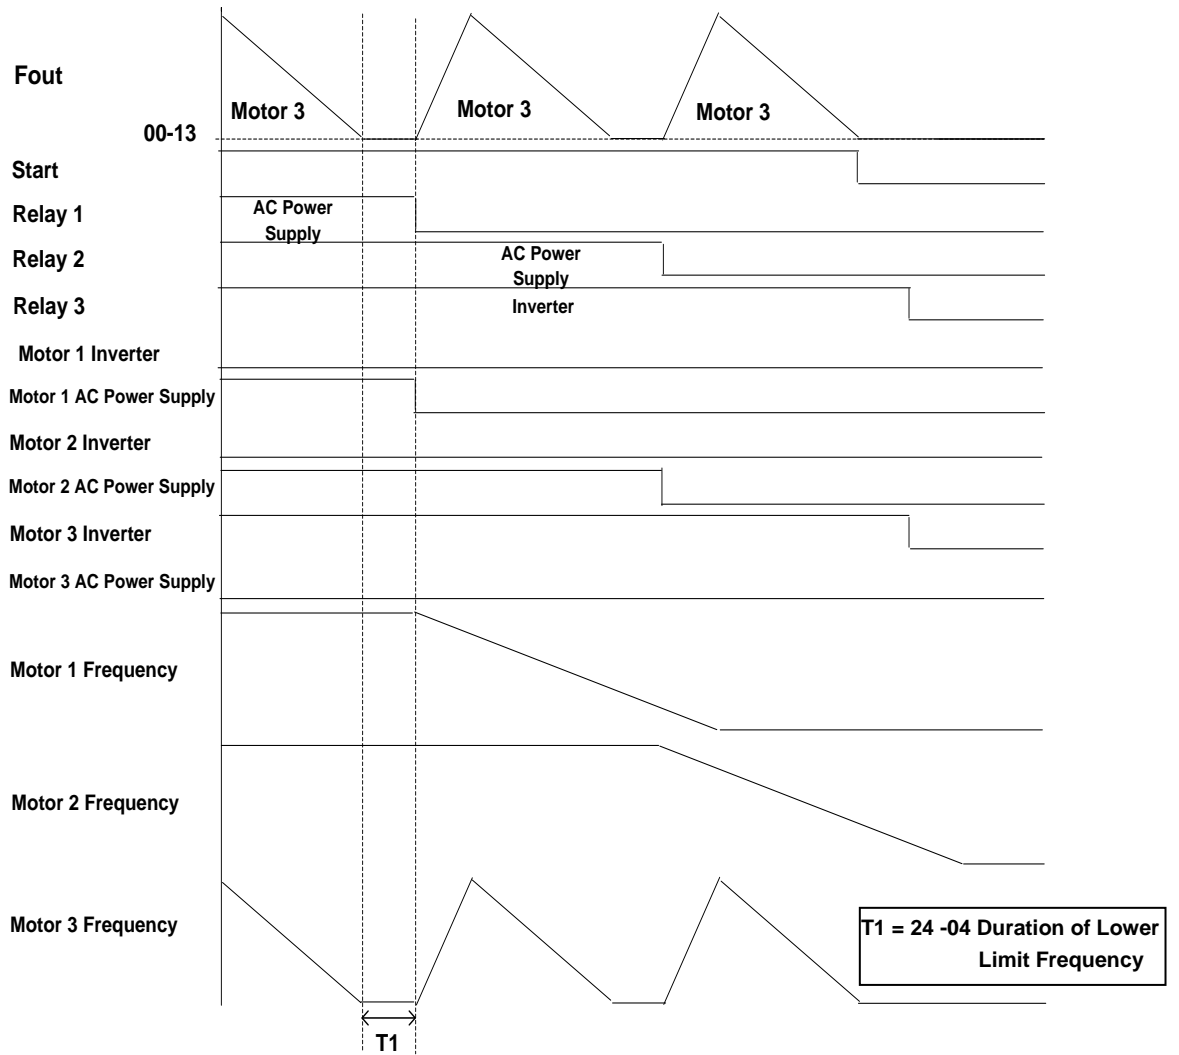 Fout
Motor 3
Motor 3
Motor 3
00-13
Start
Relay 1
AC Power
Supply
Relay 2
AC Power
Supply
Relay 3
Inverter
Motor 1 Inverter
Motor 1 AC Power Supply
Motor 2 Inverter
Motor 2 AC Power Supply
Motor 3 Inverter
Motor 3 AC Power Supply
Motor 1 Frequency
Motor 2 Frequency
Motor 3 Frequency
T1 = 24 -04 Duration of Lower
Limit Frequency
T1